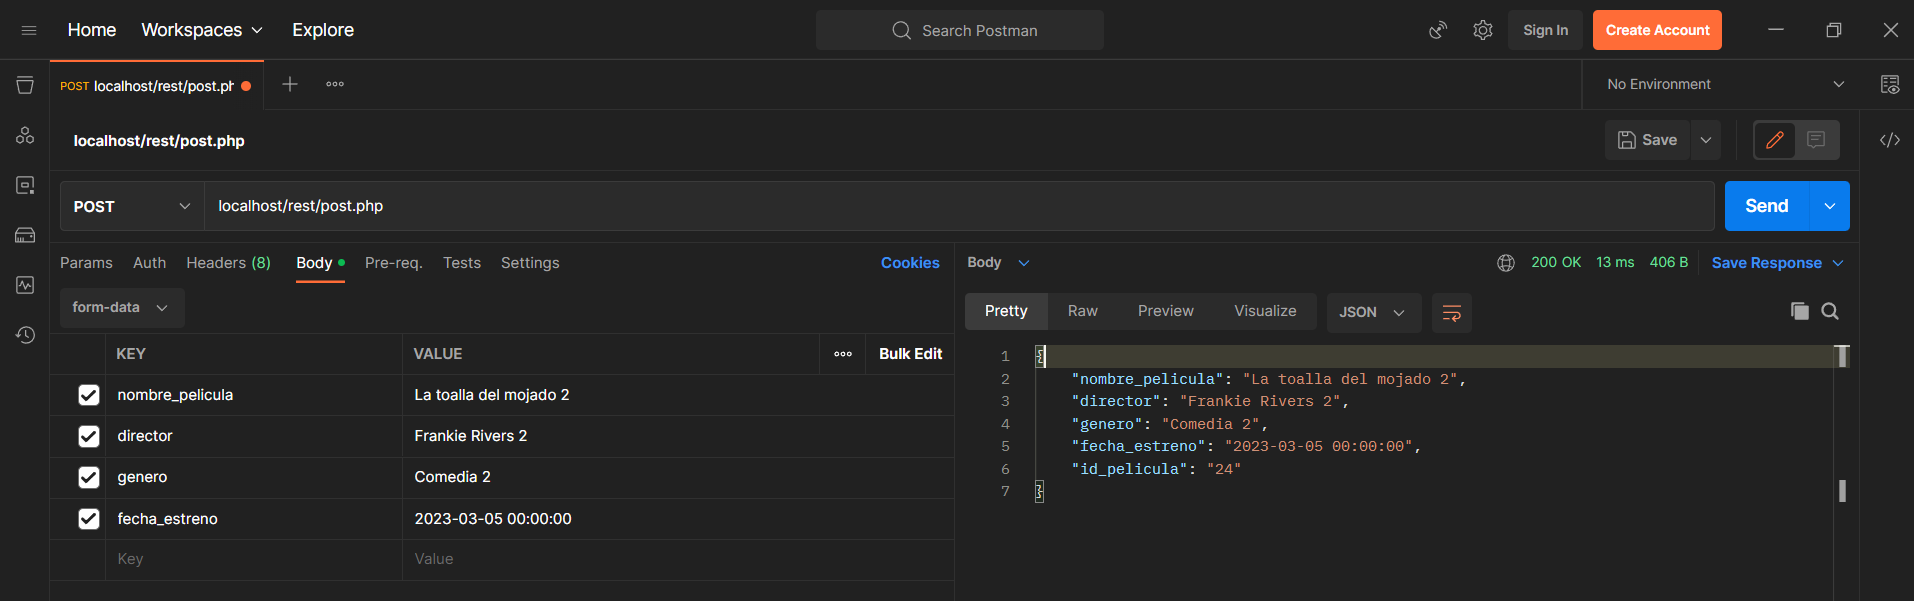 Home Workspaces Explore Search Postman Sign In Create Account
POST localhost/rest/post.ph No Environment
localhost/rest/post.php Save
POST localhost/rest/post.php Send
Params Auth Headers (8) Body Pre-req. Tests Settings Cookies
form-data
KEY VALUE Bulk Edit
nombre_pelicula La toalla del mojado 2
director Frankie Rivers 2
genero Comedia 2
fecha_estreno 2023-03-05 00:00:00
Key Value
Body 200 OK 13 ms 406 B Save Response
Pretty Raw Preview Visualize JSON
1 {
2 "nombre_pelicula": "La toalla del mojado 2",
3 "director": "Frankie Rivers 2",
4 "genero": "Comedia 2",
5 "fecha_estreno": "2023-03-05 00:00:00",
6 "id_pelicula": "24"
7 }